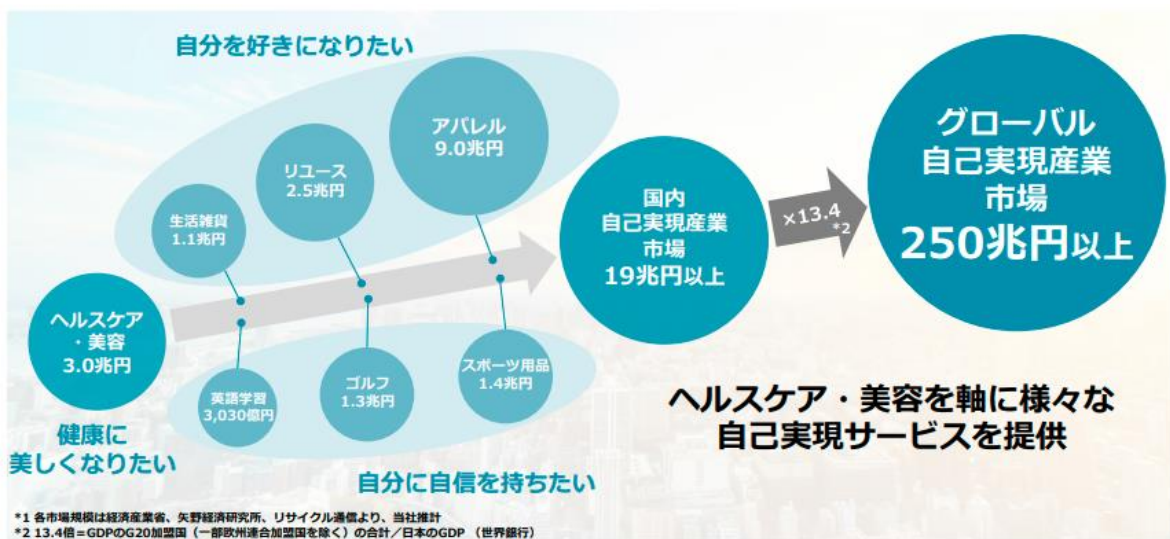 自分を好きになりたい
アパレル
9.0兆円
リユース
2.5兆円
生活雑貨
1.1兆円
ヘルスケア
・美容
3.0兆円
英語学習
3,030億円
ゴルフ
1.3兆円
スポーツ用品
1.4兆円
健康に
美しくなりたい
自分に自信を持ちたい
国内
自己実現産業
市場
19兆円以上
×13.4
*2
グローバル
自己実現産業
市場
250兆円以上
ヘルスケア・美容を軸に様々な
自己実現サービスを提供
*1 各市場規模は経済産業省、矢野経済研究所、リサイクル通信より、当社推計
*2 13.4倍=GDPのG20加盟国（一部欧州連合加盟国を除く）の合計／日本のGDP （世界銀行）